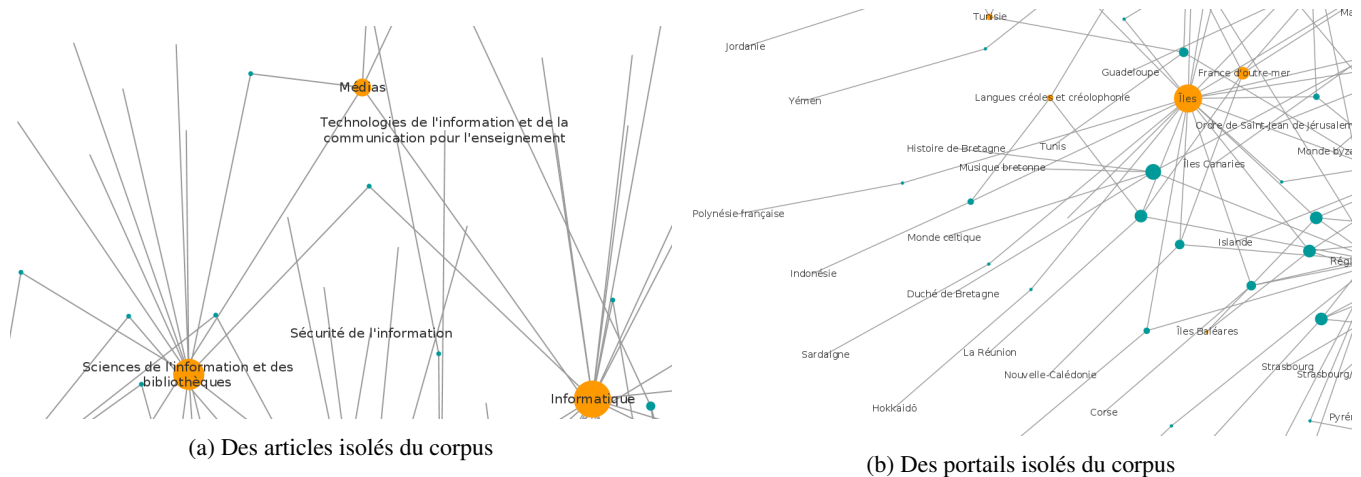 Médias
Technologies de l'information et de la
communication pour l'enseignement
Sécurité de l'information
Sciences de l'information et des
bibliothèques
Informatique
(a) Des articles isolés du corpus
Tunisie
Jordanie
Guadeloupe
France d'outre-mer
Yémen
Langues créoles et créolophonie
Îles
Ordre de Saint-Jean de Jérusalem
Histoire de Bretagne
Tunis
Monde byza
Musique bretonne
Îles Canaries
Polynésie française
Monde celtique
Islande
Indonésie
Régi
Duché de Bretagne
Îles Baléares
Sardaigne
La Réunion
Strasbourg
Nouvelle-Calédonie
Strasbourg/
Hokkaidō
Corse
Pyré
(b) Des portails isolés du corpus